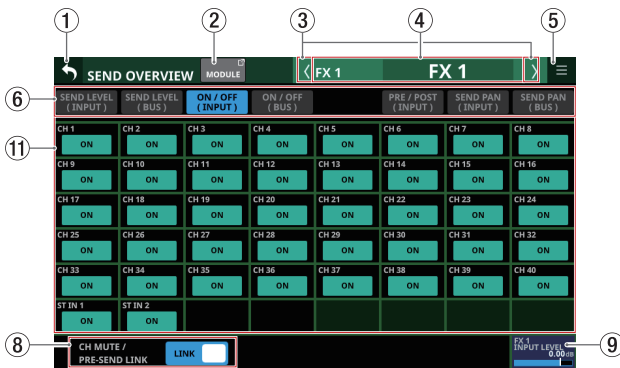 ① ② ③ ④ ⑤
SEND OVERVIEW MODULE FX 1 FX 1
⑥
SEND LEVEL (INPUT) SEND LEVEL (BUS) ON / OFF (INPUT) ON / OFF (BUS) PRE / POST (INPUT) SEND PAN (INPUT) SEND PAN (BUS)
⑪
CH 1 CH 2 CH 3 CH 4 CH 5 CH 6 CH 7 CH 8
ON ON ON ON ON ON ON ON
CH 9 CH 10 CH 11 CH 12 CH 13 CH 14 CH 15 CH 16
ON ON ON ON ON ON ON ON
CH 17 CH 18 CH 19 CH 20 CH 21 CH 22 CH 23 CH 24
ON ON ON ON ON ON ON ON
CH 25 CH 26 CH 27 CH 28 CH 29 CH 30 CH 31 CH 32
ON ON ON ON ON ON ON ON
CH 33 CH 34 CH 35 CH 36 CH 37 CH 38 CH 39 CH 40
ON ON ON ON ON ON ON ON
ST IN 1 ST IN 2
ON ON
⑧
CH MUTE /
PRE-SEND LINK LINK
FX 1
INPUT LEVEL
0.00dB
⑨